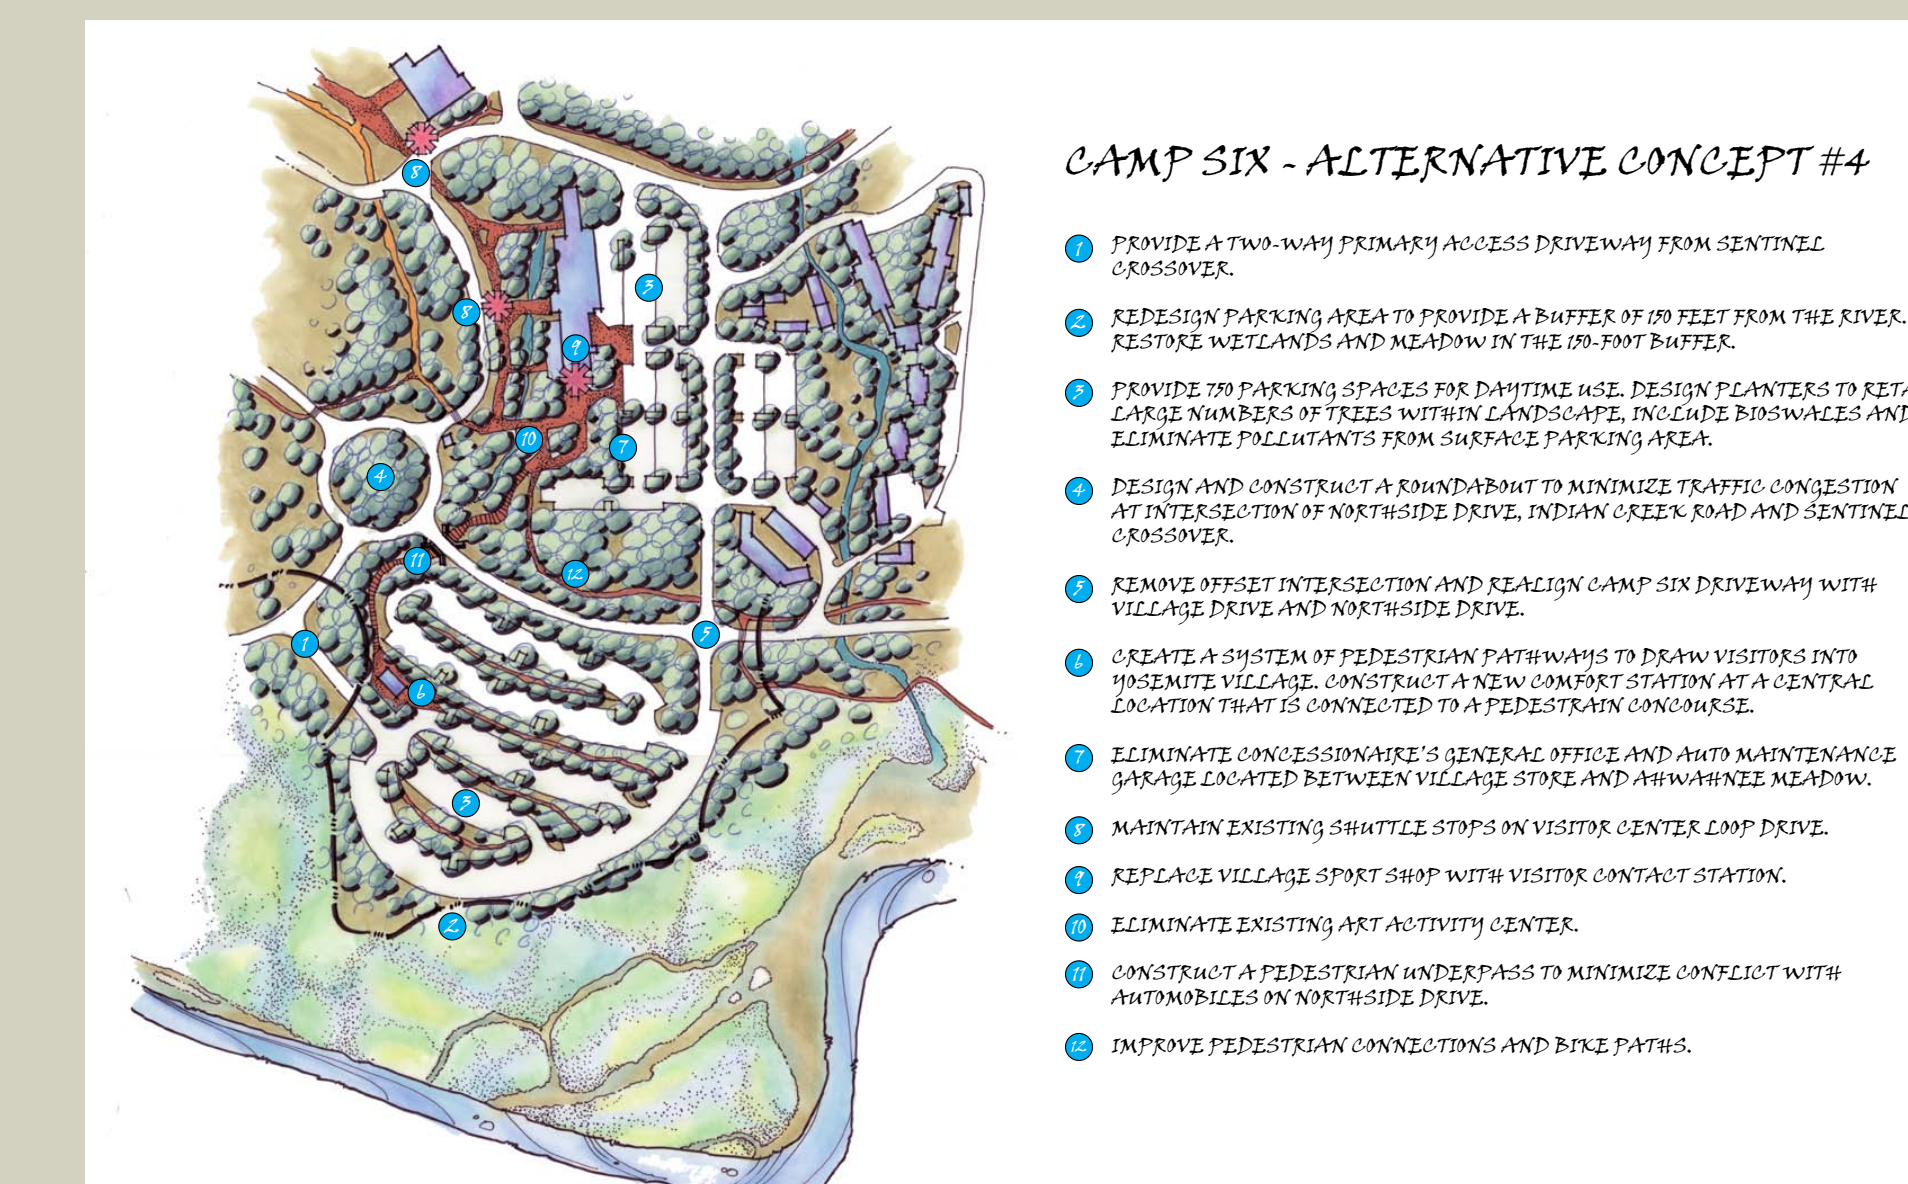 CAMP SIX - ALTERNATIVE CONCEPT #4
1 PROVIDE A TWO-WAY PRIMARY ACCESS DRIVEWAY FROM SENTINEL
CROSSOVER.
2 REDESIGN PARKING AREA TO PROVIDE A BUFFER OF 150 FEET FROM THE RIVER.
RESTORE WETLANDS AND MEADOW IN THE 150-FOOT BUFFER.
3 PROVIDE 750 PARKING SPACES FOR DAYTIME USE. DESIGN PLANTERS TO
LARGE NUMBERS OF TREES WITHIN LANDSCAPE, INCLUDE BIOSWALES AND
ELIMINATE POLLUTANTS FROM SURFACE PARKING AREA.
4 DESIGN AND CONSTRUCT A ROUNDABOUT TO MINIMIZE TRAFFIC CONGESTION
AT INTERSECTION OF NORTHSIDE DRIVE, INDIAN CREEK ROAD AND SENTINEL
CROSSOVER.
5 REMOVE OFFSET INTERSECTION AND REALIGN CAMP SIX DRIVEWAY WITH
VILLAGE DRIVE AND NORTHSIDE DRIVE.
6 CREATE A SYSTEM OF PEDESTRIAN PATHWAYS TO DRAW VISITORS INTO
YOSEMITE VILLAGE. CONSTRUCT A NEW COMFORT STATION AT A CENTRAL
LOCATION THAT IS CONNECTED TO A PEDESTRAIN CONCOURSE.
7 ELIMINATE CONCESSIONAIRE'S GENERAL OFFICE AND AUTO MAINTENANCE
GARAGE LOCATED BETWEEN VILLAGE STORE AND AHWAHNEE MEADOW.
8 MAINTAIN EXISTING SHUTTLE STOPS ON VISITOR CENTER LOOP DRIVE.
9 REPLACE VILLAGE SPORT SHOP WITH VISITOR CONTACT STATION.
10 ELIMINATE EXISTING ART ACTIVITY CENTER.
11 CONSTRUCT A PEDESTRIAN UNDERPASS TO MINIMIZE CONFLICT WITH
AUTOMOBILES ON NORTHSIDE DRIVE.
12 IMPROVE PEDESTRIAN CONNECTIONS AND BIKE PATHS.
8
3
8
9
10
7
4
11
12
5
1
6
3
2